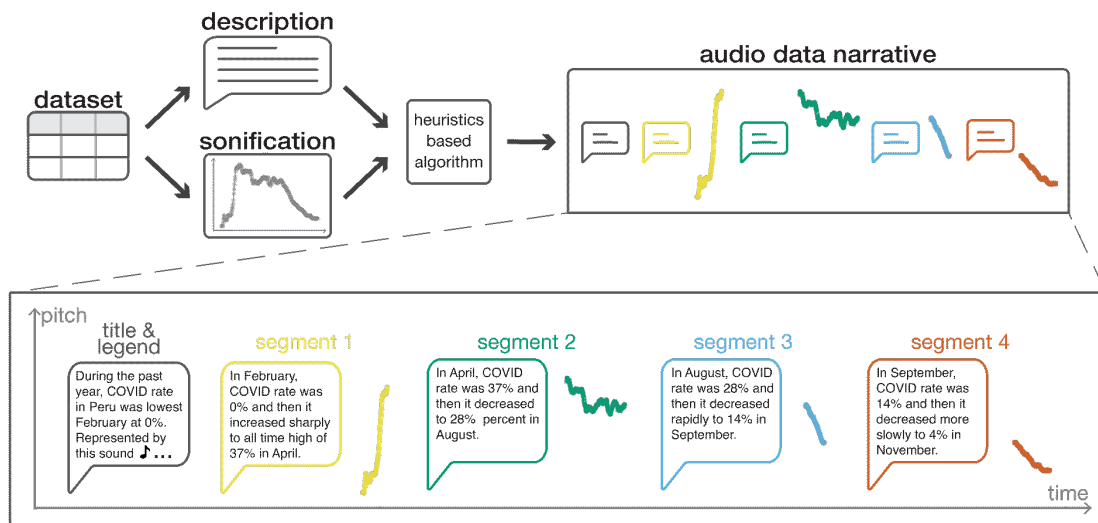 description
dataset
sonification
heuristics
based
algorithm
audio data narrative
pitch
title &
legend
During the past
year, COVID rate
in Peru was lowest
February at 0%.
Represented by
this sound ♪...
segment 1
In February,
COVID rate was
0% and then it
increased sharply
to all time high of
37% in April.
segment 2
In April, COVID
rate was 37% and
then it decreased
to 28% percent in
August.
segment 3
In August, COVID
rate was 28% and
then it decreased
rapidly to 14% in
September.
segment 4
In September,
COVID rate was
14% and then it
decreased more
slowly to 4% in
November.
time